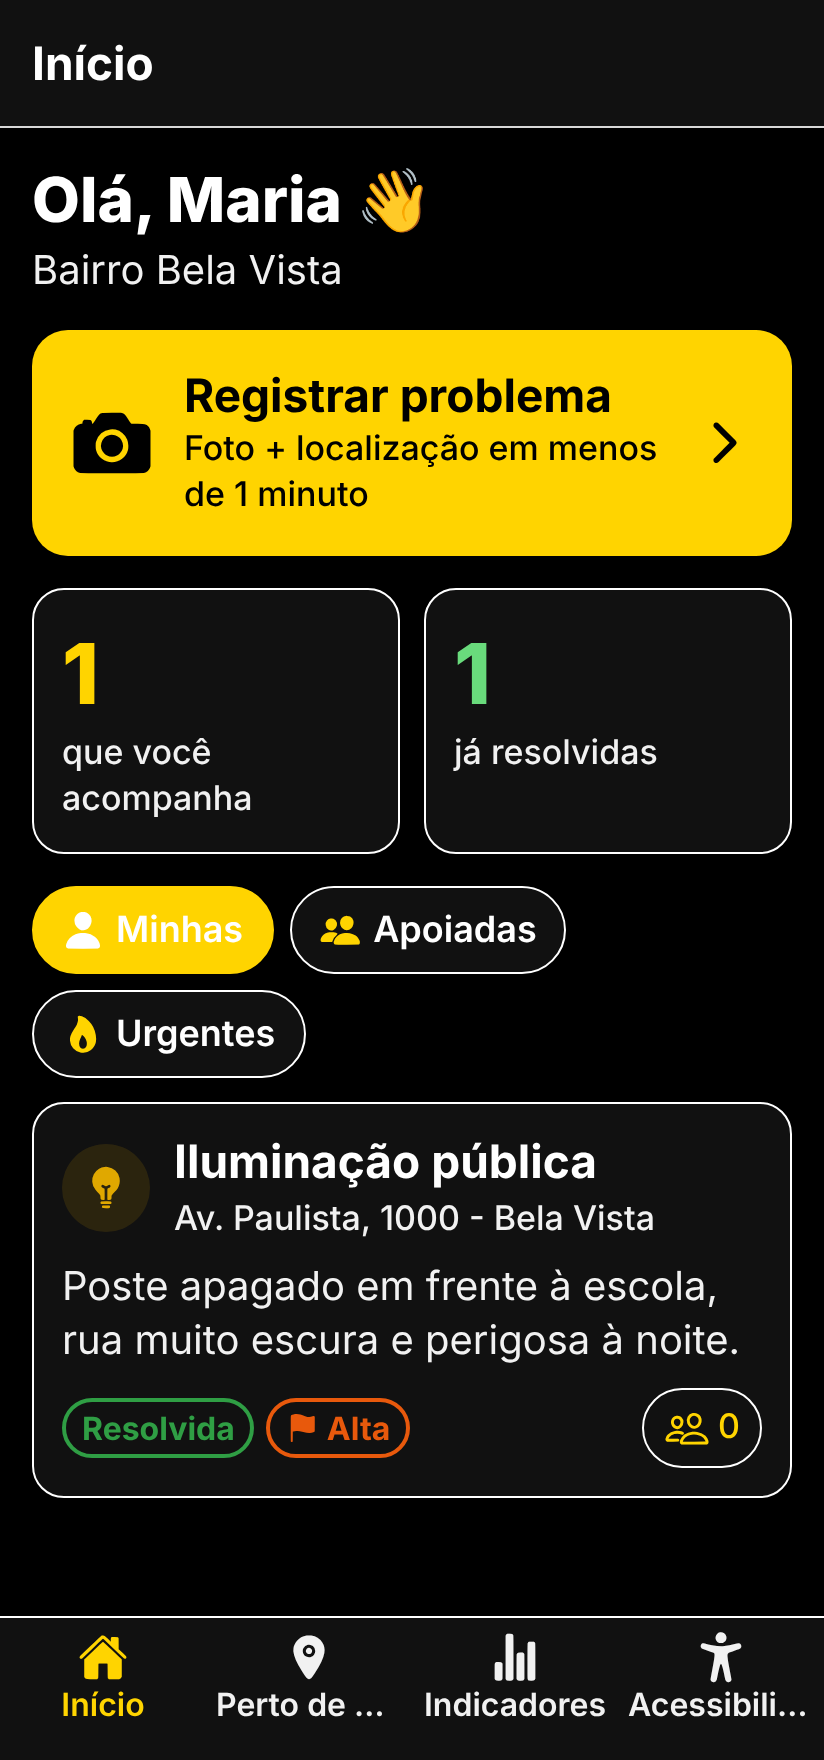 Início
Olá, Maria 👋
Bairro Bela Vista
Registrar problema
Foto + localização em menos
de 1 minuto
1
que você
acompanha
1
já resolvidas
Minhas
Apoiadas
Urgentes
Iluminação pública
Av. Paulista, 1000 - Bela Vista
Poste apagado em frente à escola,
rua muito escura e perigosa à noite.
Resolvida
Alta
0
Início
Perto de ...
Indicadores
Acessibili...